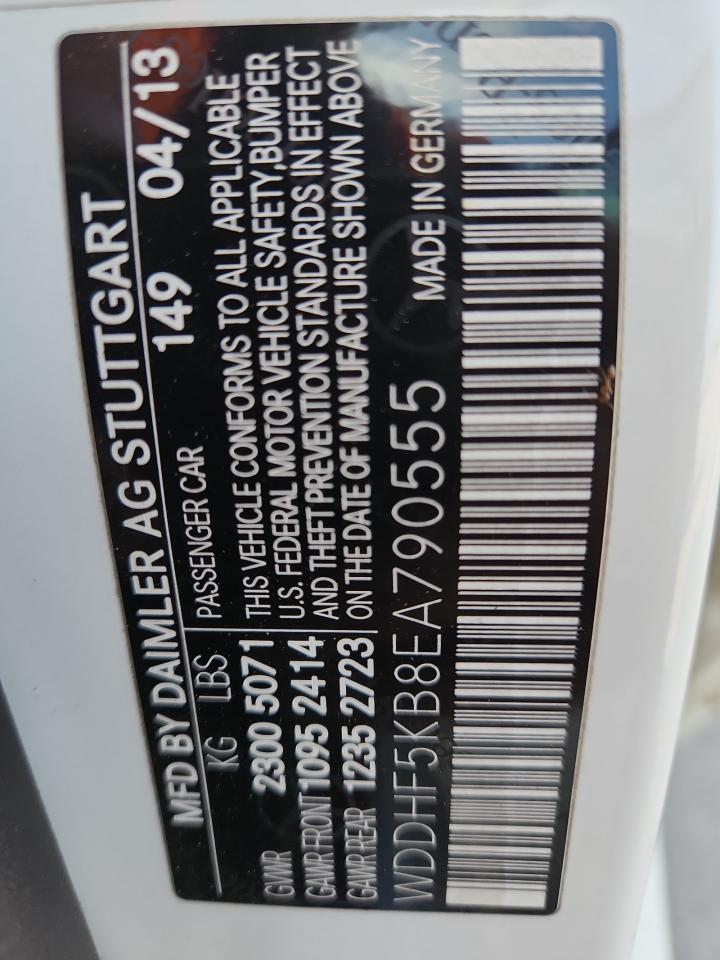 MFD BY DAIMLER AG STUTTGART
149 04/13
KG LBS PASSENGER CAR
GVWR 2300 5071 THIS VEHICLE CONFORMS TO ALL APPLICABLE
U.S. FEDERAL MOTOR VEHICLE SAFETY,BUMPER
GAWR FRONT 1095 2414 AND THEFT PREVENTION STANDARDS IN EFFECT
GAWR REAR 1235 2723 ON THE DATE OF MANUFACTURE SHOWN ABOVE
WDDHF5KB8EA790555 MADE IN GERMANY